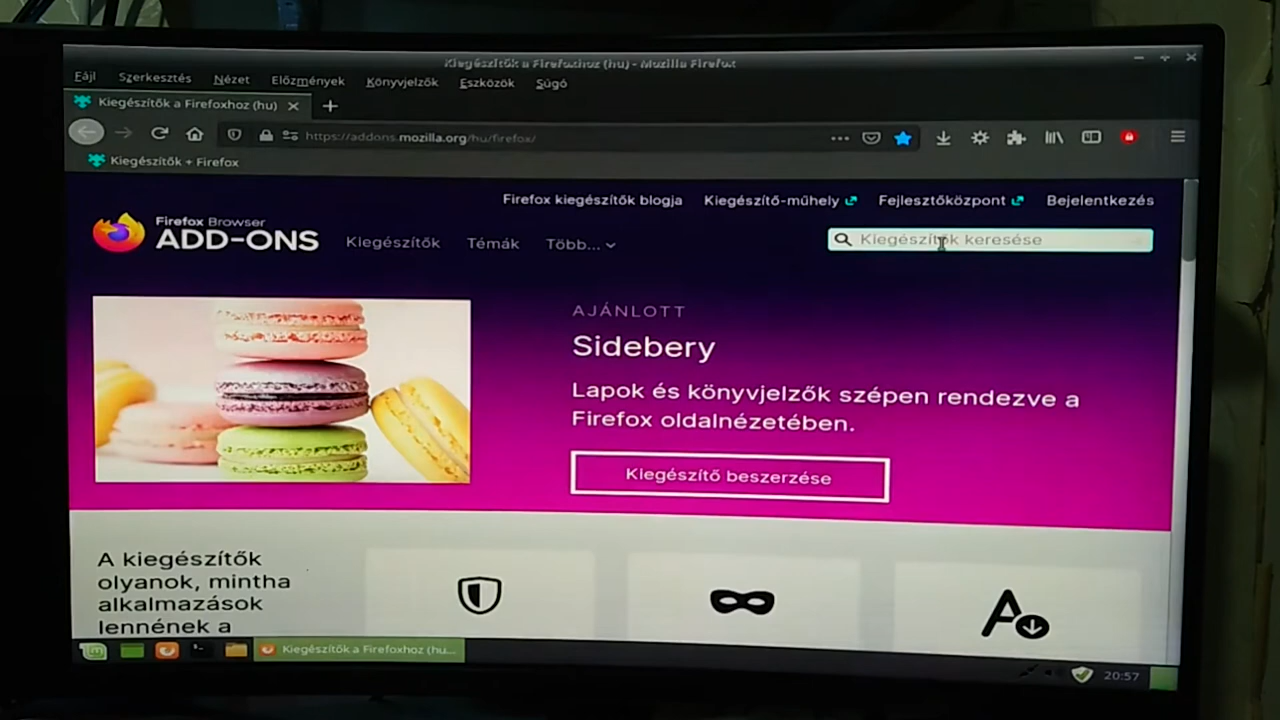 Kiegészítők a Firefoxhoz (hu) - Mozilla Firefox
Fájl Szerkesztés Nézet Előzmények Könyvjelzők Eszközök Súgó
Kiegészítők a Firefoxhoz (hu)
https://addons.mozilla.org/hu/firefox/
Kiegészítők + Firefox
Firefox kiegészítők blogja Kiegészítő-műhely Fejlesztőközpont Bejelentkezés
Firefox Browser
ADD-ONS
Kiegészítők Témák Több...
Kiegészítők keresése
AJÁNLOTT
Sidebery
Lapok és könyvjelzők szépen rendezve a
Firefox oldalnézetében.
Kiegészítő beszerzése
A kiegészítők
olyanok, mintha
alkalmazások
lennének a
Kiegészítők a Firefoxhoz (hu...
20:57